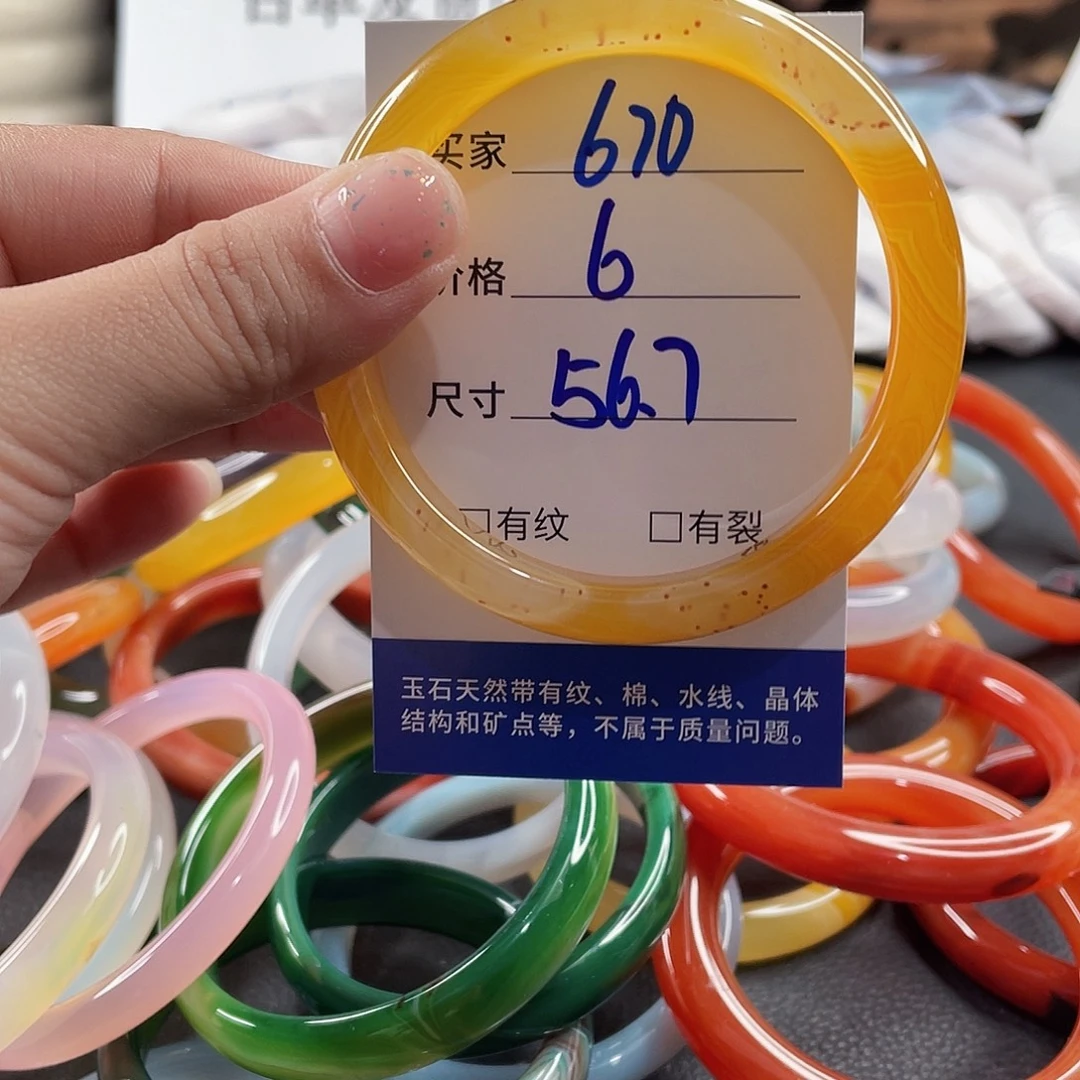 买家 670
价格 6
尺寸 56.7
□有纹 □有裂
玉石天然带有纹、棉、水线、晶体
结构和矿点等，不属于质量问题。